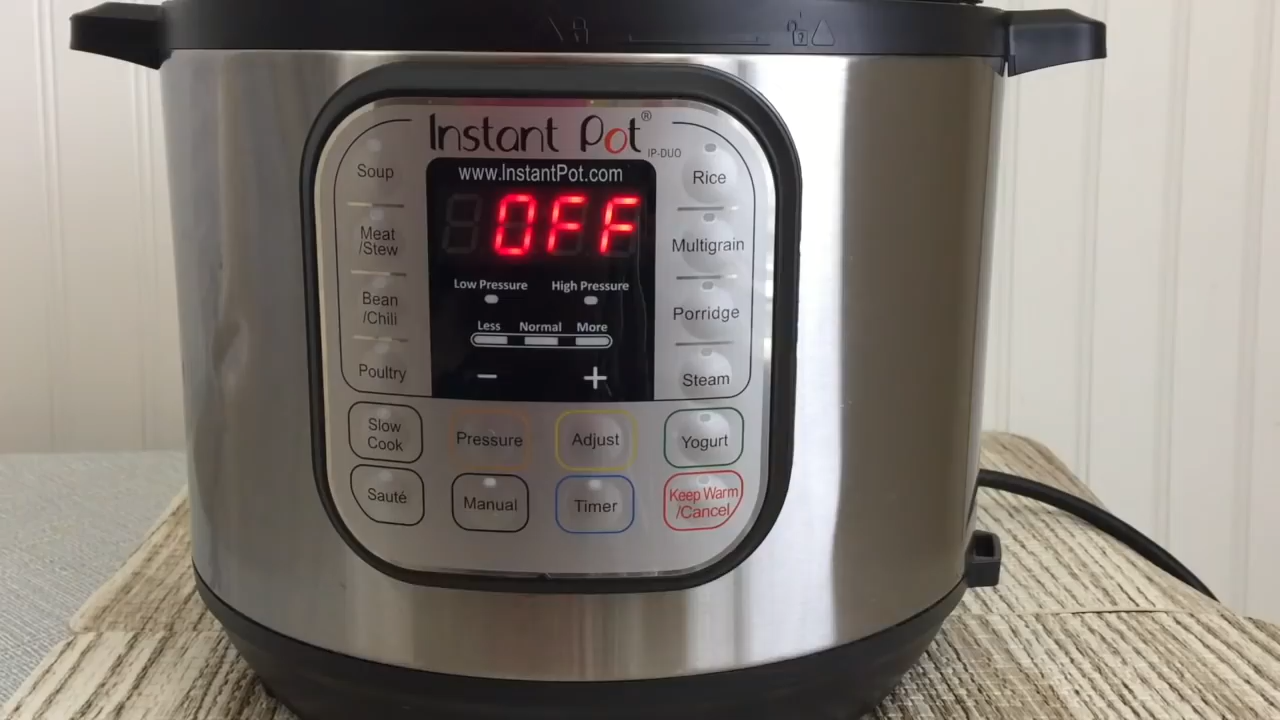 Instant Pot®
IP-DUO
www.InstantPot.com
OFF
Soup
Meat
/Stew
Bean
/Chili
Poultry
Low Pressure
High Pressure
Less Normal More
− +
Rice
Multigrain
Porridge
Steam
Slow
Cook
Pressure
Adjust
Yogurt
Sauté
Manual
Timer
Keep Warm
/Cancel